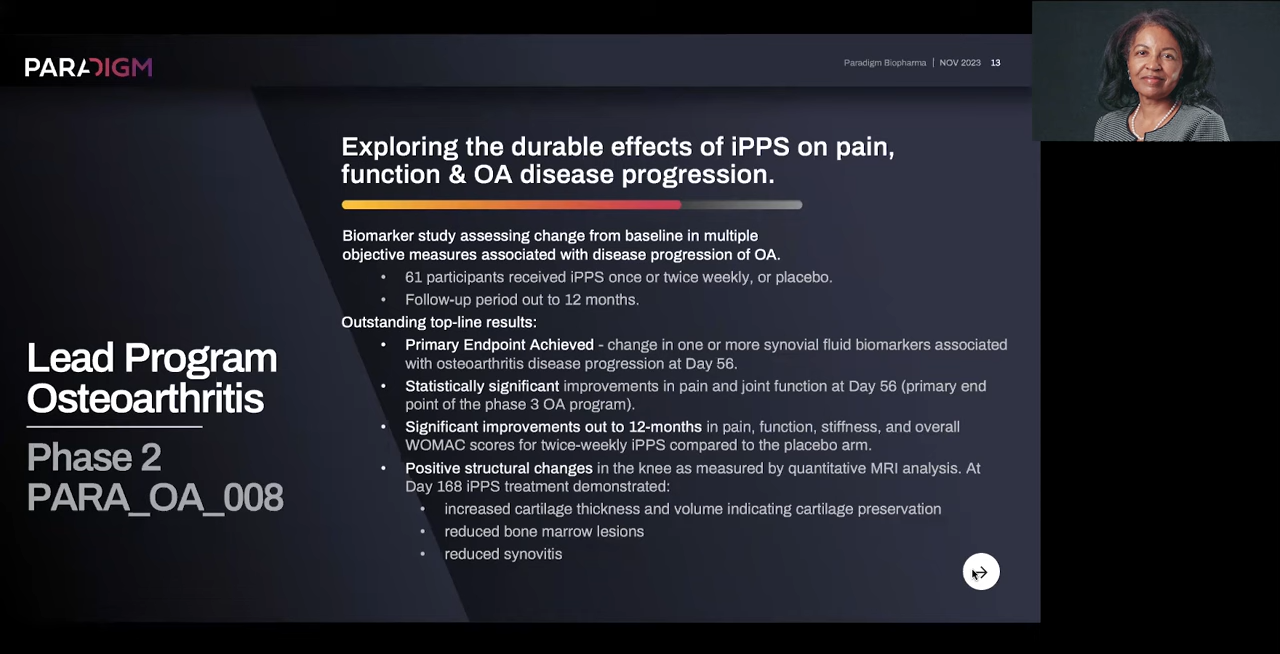 PARADIGM
Paradigm Biopharma | NOV 2023 13
Exploring the durable effects of iPPS on pain,
function & OA disease progression.
Biomarker study assessing change from baseline in multiple
objective measures associated with disease progression of OA.
• 61 participants received iPPS once or twice weekly, or placebo.
• Follow-up period out to 12 months.
Outstanding top-line results:
• Primary Endpoint Achieved - change in one or more synovial fluid biomarkers associated
with osteoarthritis disease progression at Day 56.
• Statistically significant improvements in pain and joint function at Day 56 (primary end
point of the phase 3 OA program).
• Significant improvements out to 12-months in pain, function, stiffness, and overall
WOMAC scores for twice-weekly iPPS compared to the placebo arm.
• Positive structural changes in the knee as measured by quantitative MRI analysis. At
Day 168 iPPS treatment demonstrated:
• increased cartilage thickness and volume indicating cartilage preservation
• reduced bone marrow lesions
• reduced synovitis
Lead Program
Osteoarthritis
Phase 2
PARA_OA_008